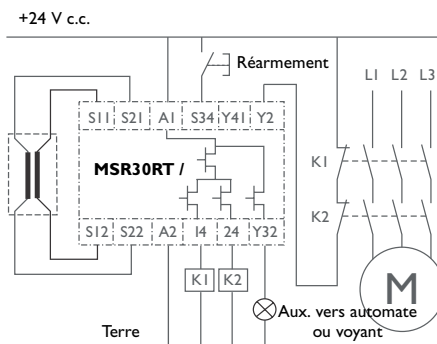 +24 V c.c.
Réarmement
L1 L2 L3
S11 S21 A1 S34 Y41 Y2
MSR30RT /
K1
K2
S12 S22 A2 14 24 Y32
K1 K2
M
Aux. vers automate
ou voyant
Terre